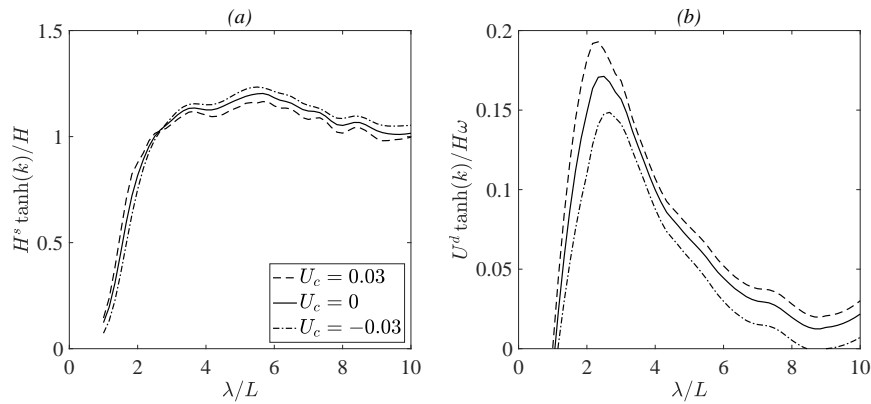 (a)
1.5
1
0.5
0
H^s tanh(k)/H
0 2 4 6 8 10
λ/L
U_c = 0.03
U_c = 0
U_c = −0.03
(b)
0.2
0.15
0.1
0.05
0
U^d tanh(k)/Hω
0 2 4 6 8 10
λ/L